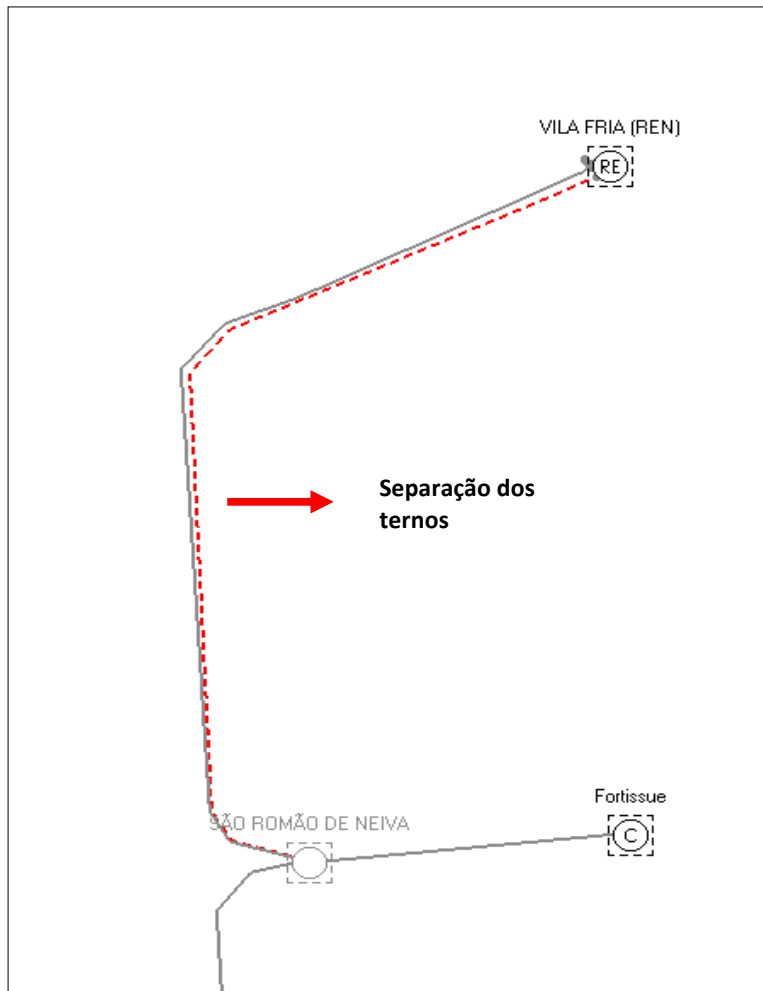 VILA FRIA (REN)
RE
Separação dos
ternos
Fortissue
SÃO ROMÃO DE NEIVA
C